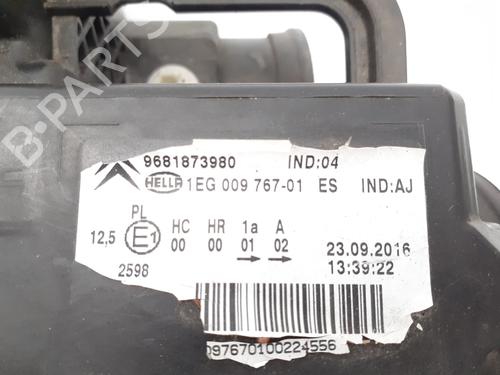 9681873980 IND:04
HELLA 1EG 009 767-01 ES IND:AJ
PL HC HR 1a A
12,5 E1 00 00 01 02 23.09.2016
2598 13:39:22
097670100224556
B-Parts